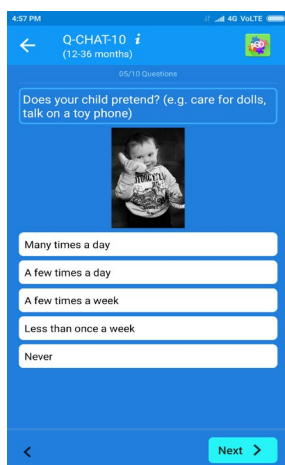 4:57 PM 4G VoLTE
Q-CHAT-10 i
(12-36 months)
05/10 Questions
Does your child pretend? (e.g. care for dolls,
talk on a toy phone)
Many times a day
A few times a day
A few times a week
Less than once a week
Never
Next